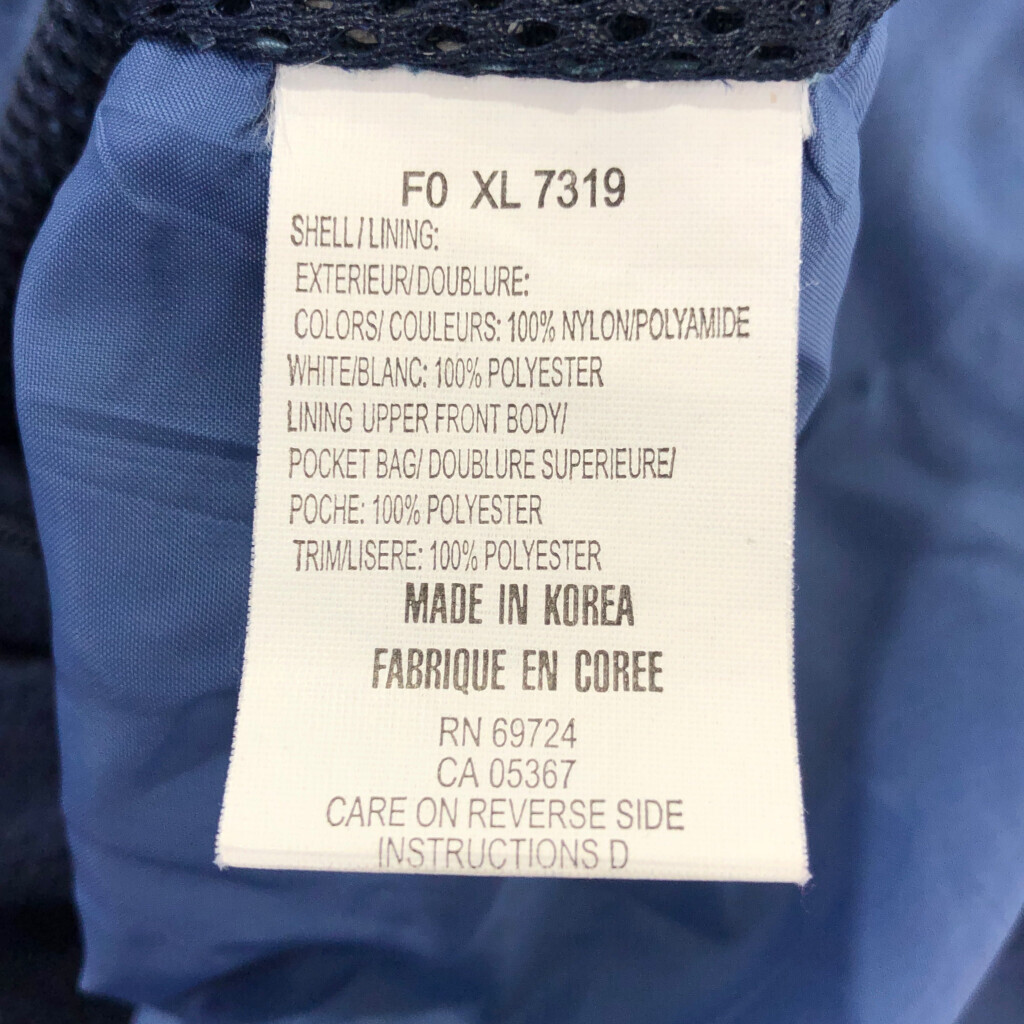 F0 XL 7319
SHELL/LINING:
EXTERIEUR/DOUBLURE:
COLORS/ COULEURS: 100% NYLON/POLYAMIDE
WHITE/BLANC: 100% POLYESTER
LINING UPPER FRONT BODY/
POCKET BAG/ DOUBLURE SUPERIEURE/
POCHE: 100% POLYESTER
TRIM/LISERE: 100% POLYESTER
MADE IN KOREA
FABRIQUE EN COREE
RN 69724
CA 05367
CARE ON REVERSE SIDE
INSTRUCTIONS D